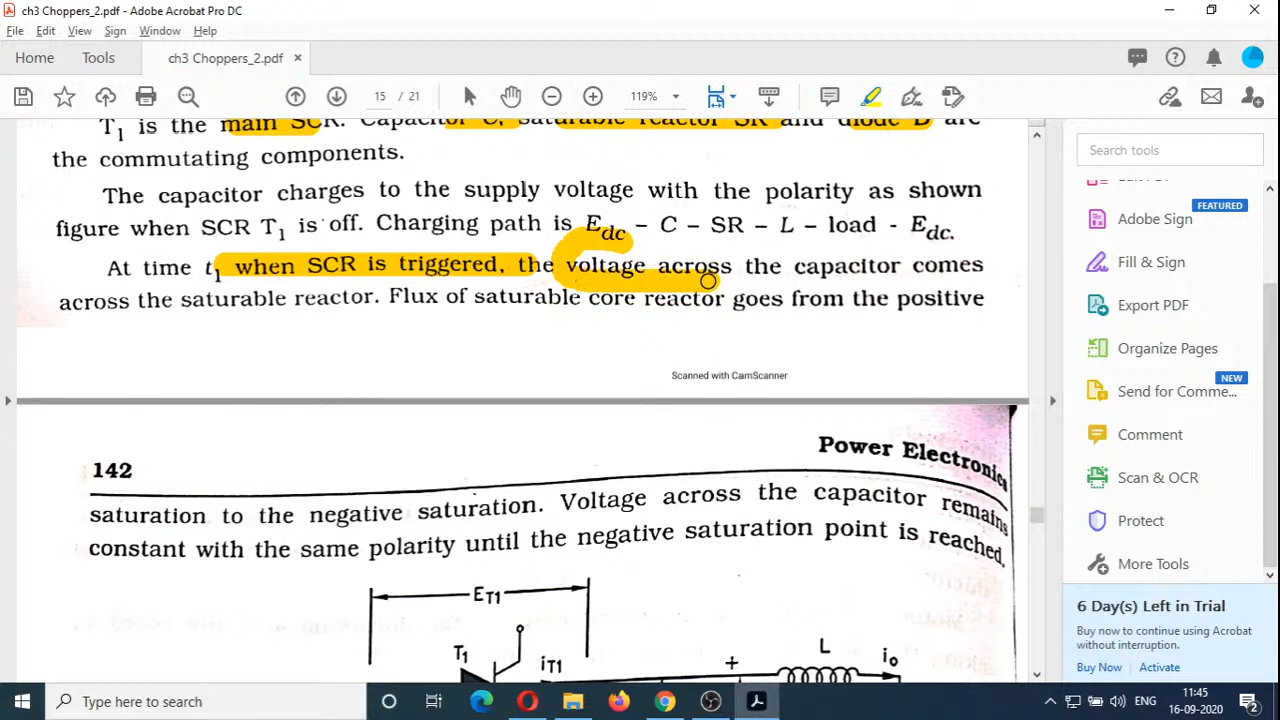 ch3 Choppers_2.pdf - Adobe Acrobat Pro DC
File Edit View Sign Window Help
Home Tools ch3 Choppers_2.pdf ×
15 / 21 119%
T1 is the main SCR. Capacitor C, saturable reactor SR and diode D are
the commutating components.
The capacitor charges to the supply voltage with the polarity as shown
figure when SCR T1 is off. Charging path is Edc – C – SR – L – load - Edc.
At time t1 when SCR is triggered, the voltage across the capacitor comes
across the saturable reactor. Flux of saturable core reactor goes from the positive
Scanned with CamScanner
142
Power Electronics
saturation to the negative saturation. Voltage across the capacitor remains
constant with the same polarity until the negative saturation point is reached.
ET1
T1
iT1
+
L
io
Search tools
FEATURED
Adobe Sign
Fill & Sign
Export PDF
Organize Pages
NEW
Send for Comme...
Comment
Scan & OCR
Protect
More Tools
6 Day(s) Left in Trial
Buy now to continue using Acrobat
without interruption.
Buy Now Activate
Type here to search
ENG
11:45
16-09-2020
2